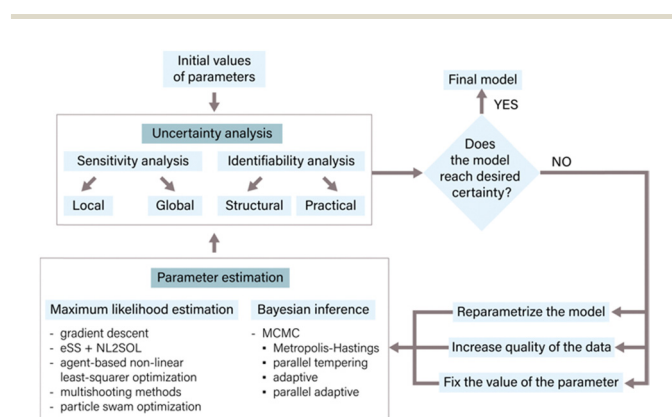 Initial values
of parameters
Final model
YES
Uncertainty analysis
Sensitivity analysis
Identifiability analysis
Local
Global
Structural
Practical
Does
the model
reach desired
certainty?
NO
Parameter estimation
Maximum likelihood estimation
- gradient descent
- eSS + NL2SOL
- agent-based non-linear
least-squarer optimization
- multishooting methods
- particle swam optimization
Bayesian inference
- MCMC
• Metropolis-Hastings
• parallel tempering
• adaptive
• parallel adaptive
Reparametrize the model
Increase quality of the data
Fix the value of the parameter